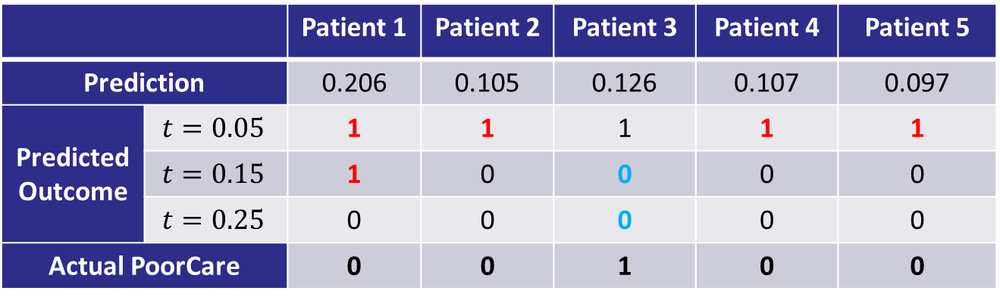 Patient 1 Patient 2 Patient 3 Patient 4 Patient 5
Prediction 0.206 0.105 0.126 0.107 0.097
Predicted Outcome
t = 0.05 1 1 1 1 1
t = 0.15 1 0 0 0 0
t = 0.25 0 0 0 0 0
Actual PoorCare 0 0 1 0 0